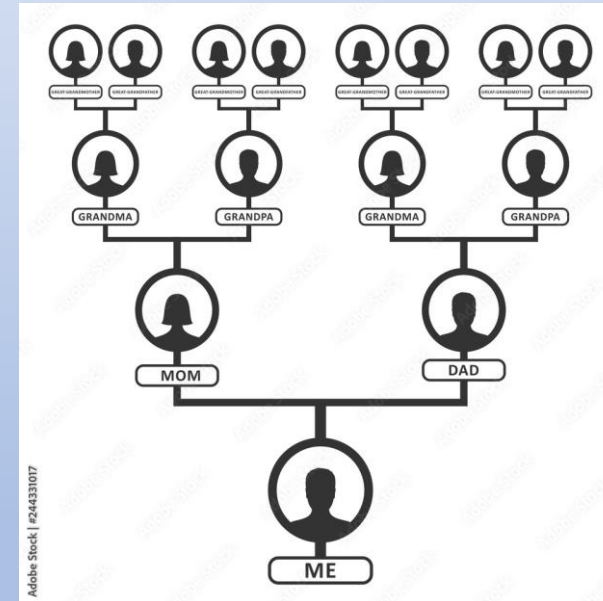 GREAT-GRANDMOTHER GREAT-GRANDFATHER GREAT-GRANDMOTHER GREAT-GRANDFATHER GREAT-GRANDMOTHER GREAT-GRANDFATHER GREAT-GRANDMOTHER GREAT-GRANDFATHER
GRANDMA GRANDPA GRANDMA GRANDPA
MOM DAD
ME
Adobe Stock | #244331017